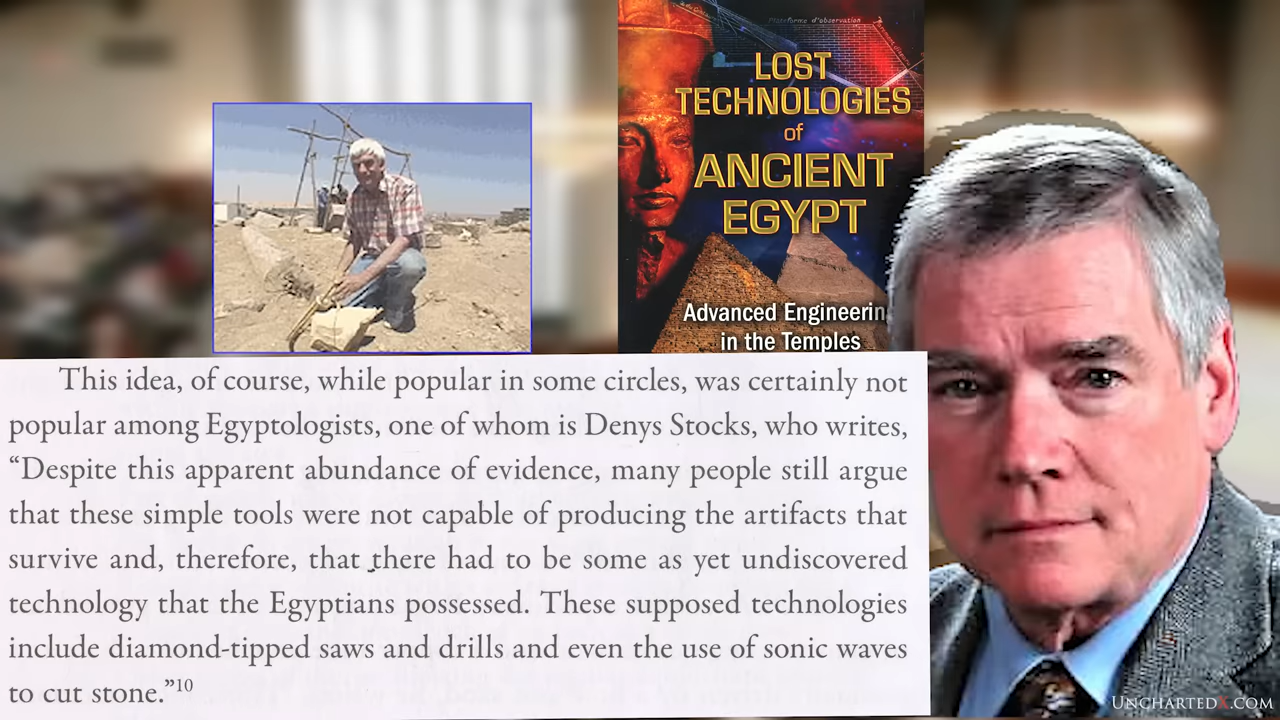 Plateforme d'observation
LOST
TECHNOLOGIES
of
ANCIENT
EGYPT
Advanced Engineerin
in the Temples
This idea, of course, while popular in some circles, was certainly not
popular among Egyptologists, one of whom is Denys Stocks, who writes,
“Despite this apparent abundance of evidence, many people still argue
that these simple tools were not capable of producing the artifacts that
survive and, therefore, that there had to be some as yet undiscovered
technology that the Egyptians possessed. These supposed technologies
include diamond-tipped saws and drills and even the use of sonic waves
to cut stone.”10
UNCHARTEDX.COM